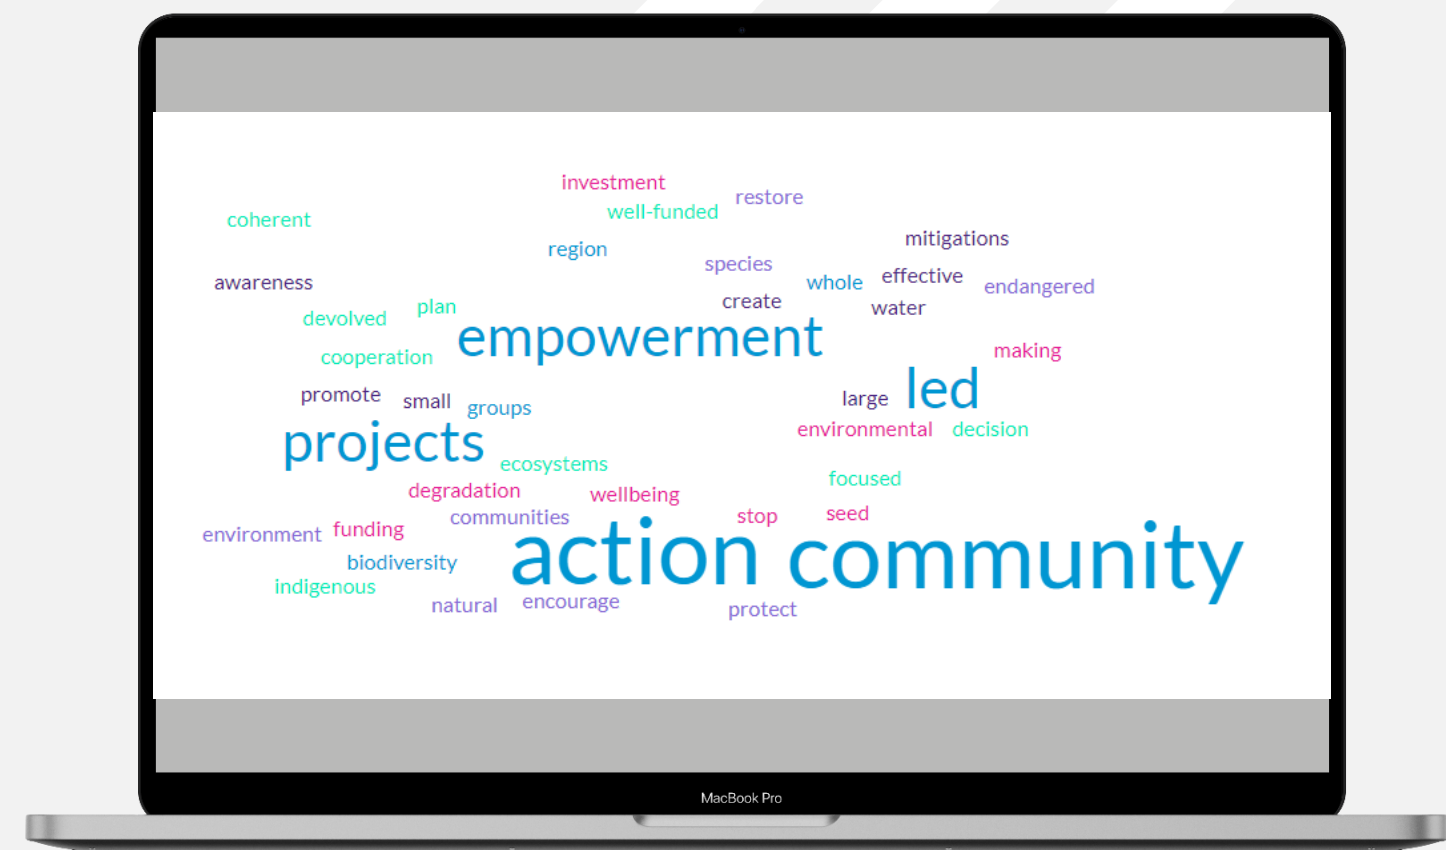 investment
restore
well-funded
coherent
mitigations
region
species
effective
awareness
whole
endangered
create
plan
water
devolved
empowerment
making
cooperation
led
promote
small
large
groups
environmental
decision
projects
ecosystems
focused
degradation
wellbeing
seed
communities
stop
funding
environment
action
community
biodiversity
indigenous
encourage
natural
protect
MacBook Pro